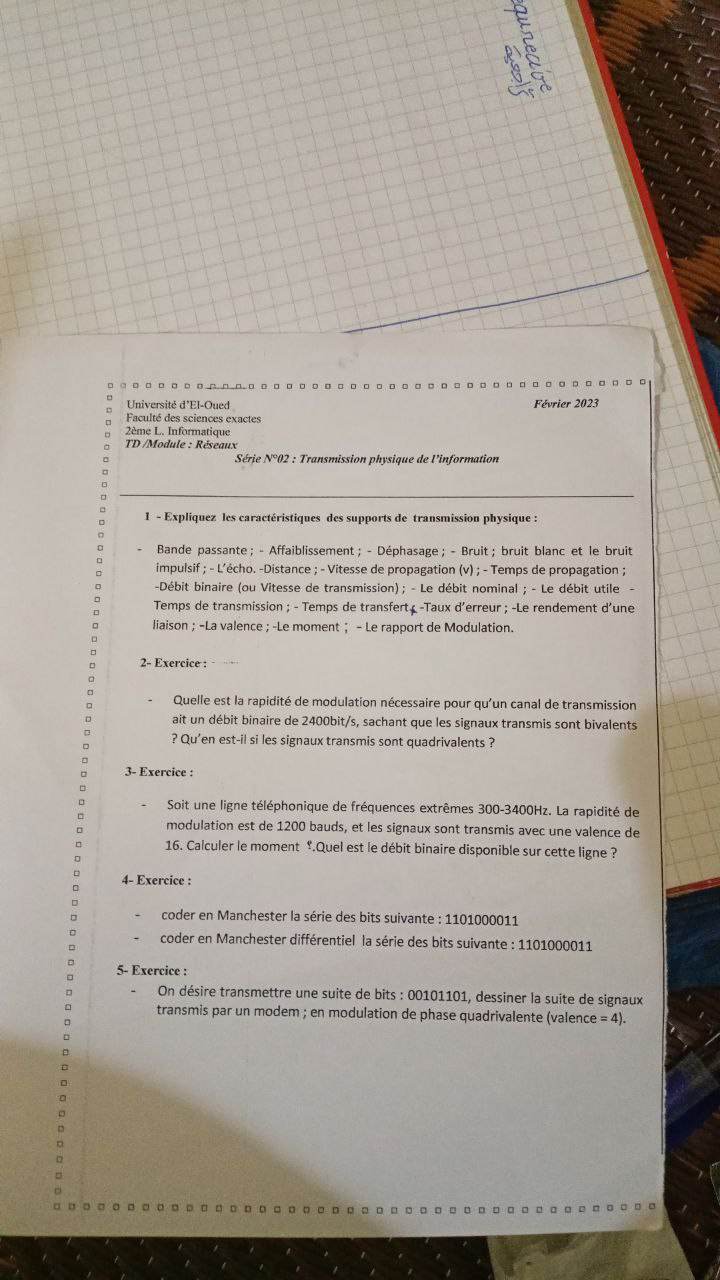 Université d'El-Oued
Février 2023
Faculté des sciences exactes
2ème L. Informatique
TD /Module : Réseaux
Série N°02 : Transmission physique de l'information
1 - Expliquez les caractéristiques des supports de transmission physique :
- Bande passante ; - Affaiblissement ; - Déphasage ; - Bruit ; bruit blanc et le bruit
impulsif ; - L'écho. -Distance ; - Vitesse de propagation (v) ; - Temps de propagation ;
-Débit binaire (ou Vitesse de transmission) ; - Le débit nominal ; - Le débit utile -
Temps de transmission ; - Temps de transfert ; -Taux d'erreur ; -Le rendement d'une
liaison ; -La valence ; -Le moment ; - Le rapport de Modulation.
2- Exercice :
- Quelle est la rapidité de modulation nécessaire pour qu'un canal de transmission
ait un débit binaire de 2400bit/s, sachant que les signaux transmis sont bivalents
? Qu'en est-il si les signaux transmis sont quadrivalents ?
3- Exercice :
- Soit une ligne téléphonique de fréquences extrêmes 300-3400Hz. La rapidité de
modulation est de 1200 bauds, et les signaux sont transmis avec une valence de
16. Calculer le moment ?.Quel est le débit binaire disponible sur cette ligne ?
4- Exercice :
- coder en Manchester la série des bits suivante : 1101000011
- coder en Manchester différentiel la série des bits suivante : 1101000011
5- Exercice :
- On désire transmettre une suite de bits : 00101101, dessiner la suite de signaux
transmis par un modem ; en modulation de phase quadrivalente (valence = 4).